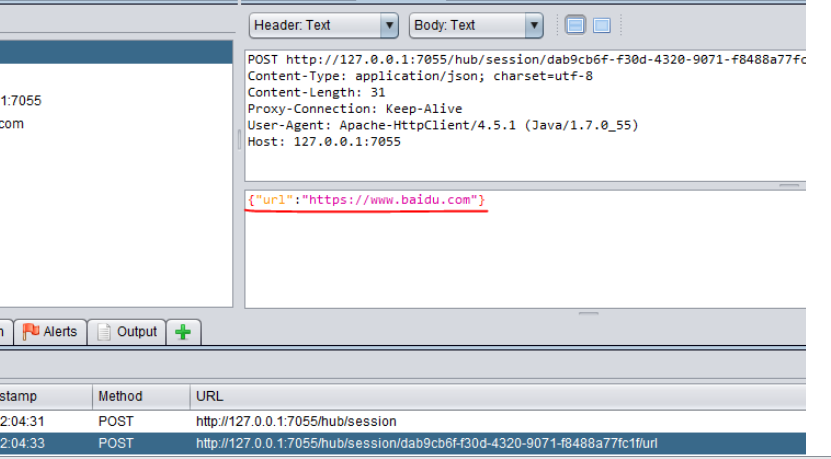 Header: Text
Body: Text
POST http://127.0.0.1:7055/hub/session/dab9cb6f-f30d-4320-9071-f8488a77fc
Content-Type: application/json; charset=utf-8
Content-Length: 31
Proxy-Connection: Keep-Alive
User-Agent: Apache-HttpClient/4.5.1 (Java/1.7.0_55)
Host: 127.0.0.1:7055
1:7055
com
{"url":"https://www.baidu.com"}
n
Alerts
Output
stamp Method URL
2:04:31 POST http://127.0.0.1:7055/hub/session
2:04:33 POST http://127.0.0.1:7055/hub/session/dab9cb6f-f30d-4320-9071-f8488a77fc1f/url